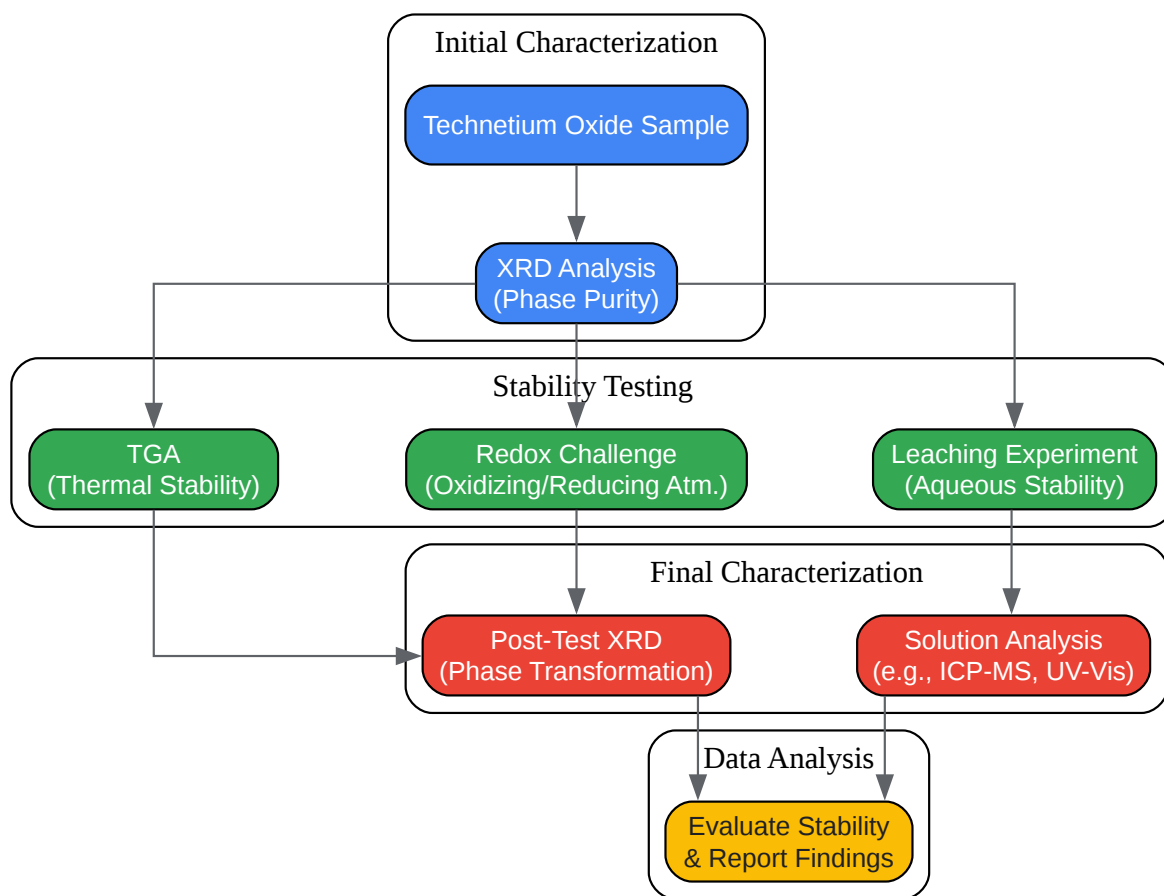 Initial Characterization
Technetium Oxide Sample
XRD Analysis
(Phase Purity)
Stability Testing
TGA
(Thermal Stability)
Redox Challenge
(Oxidizing/Reducing Atm.)
Leaching Experiment
(Aqueous Stability)
Final Characterization
Post-Test XRD
(Phase Transformation)
Solution Analysis
(e.g., ICP-MS, UV-Vis)
Data Analysis
Evaluate Stability
& Report Findings